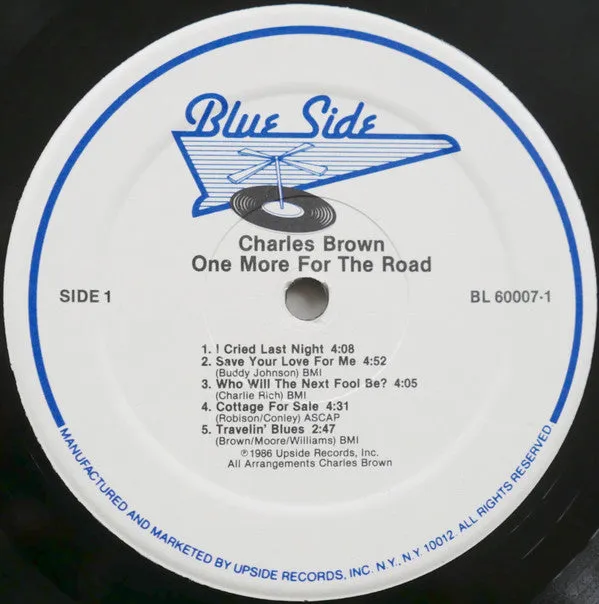 Blue Side
Charles Brown
One More For The Road
SIDE 1
BL 60007-1
1. I Cried Last Night 4:08
2. Save Your Love For Me 4:52
(Buddy Johnson) BMI
3. Who Will The Next Fool Be? 4:05
(Charlie Rich) BMI
4. Cottage For Sale 4:31
(Robison/Conley) ASCAP
5. Travelin' Blues 2:47
(Brown/Moore/Williams) BMI
℗1986 Upside Records, Inc.
All Arrangements Charles Brown
MANUFACTURED AND MARKETED BY UPSIDE RECORDS, INC. N.Y., N.Y. 10012. ALL RIGHTS RESERVED